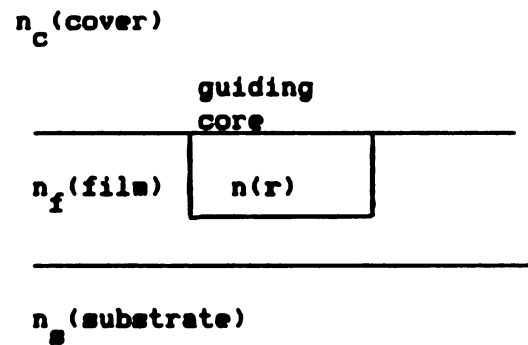 n_c(cover)
guiding
core
n_f(film) n(r)
n_s(substrate)